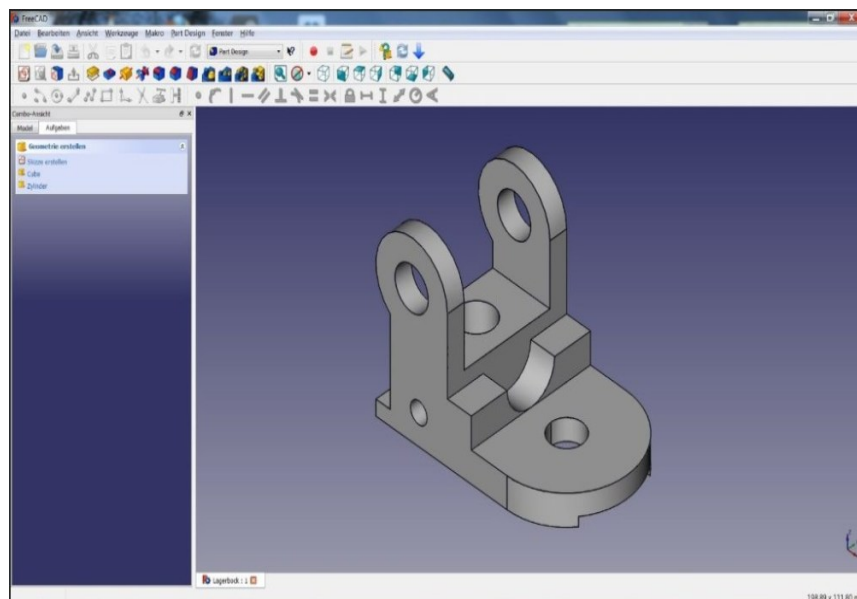 FreeCAD
Datei Bearbeiten Ansicht Werkzeuge Makro Part Design Fenster Hilfe
Part Design
Combo-Ansicht
Model Aufgaben
Geometrie erstellen
Skizze erstellen
Cube
Zylinder
Lagerbock : 1